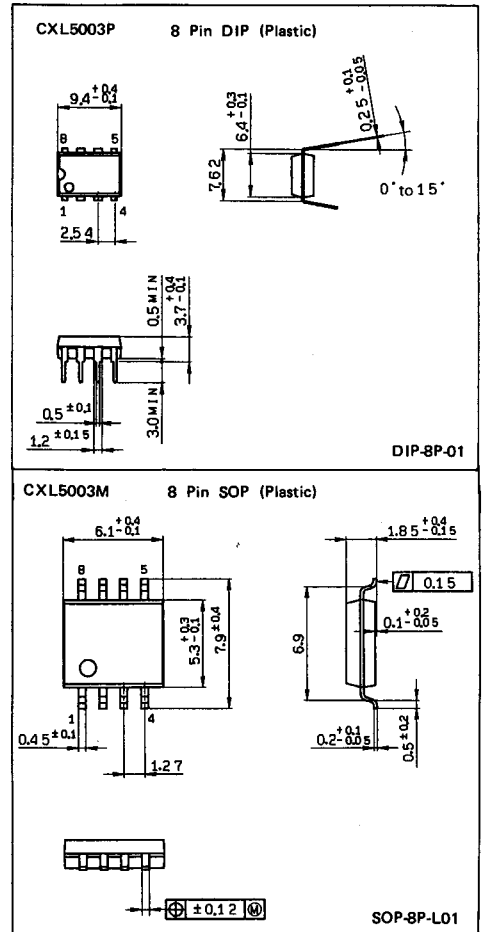 CXL5003P 8 Pin DIP (Plastic)
9.4 +0.4 -0.1
8 5
1 4
2.54
7.62
6.4 +0.3 -0.1
0.25 +0.1 -0.05
0° to 15°
0.5 MIN
3.7 +0.4 -0.1
3.0 MIN
0.5 ±0.1
1.2 ±0.15
DIP-8P-01
CXL5003M 8 Pin SOP (Plastic)
6.1 +0.4 -0.1
8 5
1 4
5.3 +0.3 -0.1
7.9 ±0.4
0.45 ±0.1
1.27
1.85 +0.4 -0.15
0.15
0.1 +0.2 -0.05
6.9
0.2 +0.1 -0.05
0.5 ±0.2
±0.12 Ⓜ
SOP-8P-L01